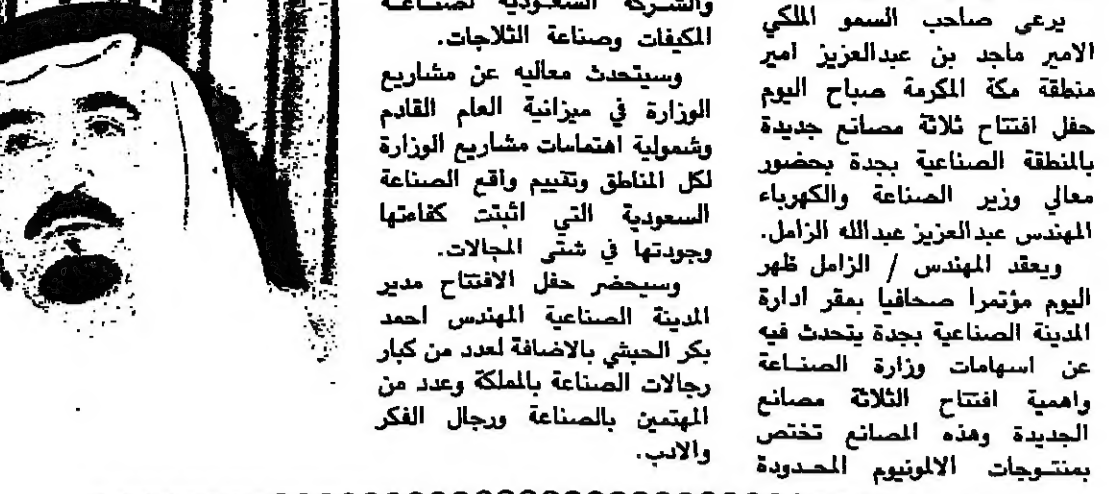 يرعى صاحب السمو الملكي
الامير ماجد بن عبدالعزيز امير
منطقة مكة المكرمة صباح اليوم
حفل افتتاح ثلاثة مصانع جديدة
بالمنطقة الصناعية بجدة بحضور
معالي وزير الصناعة والكهرباء
المهندس عبدالعزيز عبدالله الزامل.
ويعقد المهندس / الزامل ظهر
اليوم مؤتمرا صحافيا بمقر ادارة
المدينة الصناعية بجدة يتحدث فيه
عن اسهامات وزارة الصناعة
واهمية افتتاح الثلاثة مصانع
الجديدة وهذه المصانع تختص
بمنتوجات الالمونيوم المحدودة
والشركة السعودية لصناعة
المكيفات وصناعة الثلاجات.
وسيتحدث معاليه عن مشاريع
الوزارة في ميزانية العام القادم
وشمولية اهتمامات مشاريع الوزارة
لكل المناطق وتقييم واقع الصناعة
السعودية التي اثبتت كفاءتها
وجودتها في شتى المجالات.
وسيحضر حفل الافتتاح مدير
المدينة الصناعية المهندس احمد
بكر الحبشي بالاضافة لعدد من كبار
رجالات الصناعة بالمملكة وعدد من
المهتمين بالصناعة ورجال الفكر
والادب.